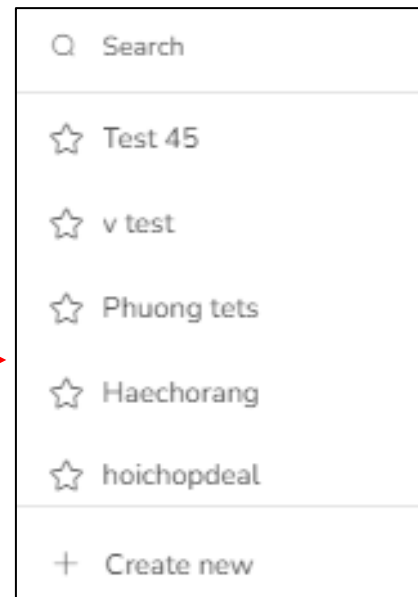 Search
Test 45
v test
Phuong tets
Haechorang
hoichopdeal
Create new